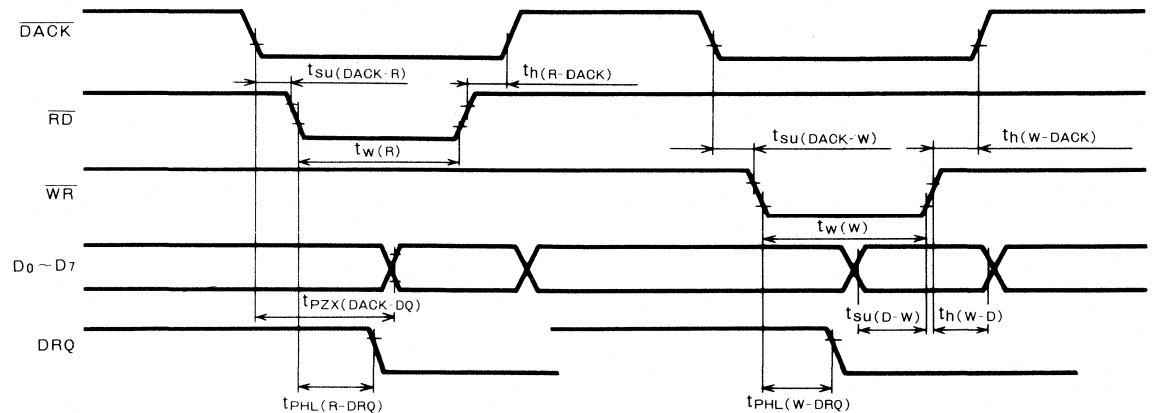 DACK
tsu(DACK-R)
th(R-DACK)
RD
tw(R)
tsu(DACK-W)
th(W-DACK)
WR
tw(W)
D0~D7
tPZX(DACK-DQ)
tsu(D-W)
th(W-D)
DRQ
tPHL(R-DRQ)
tPHL(W-DRQ)